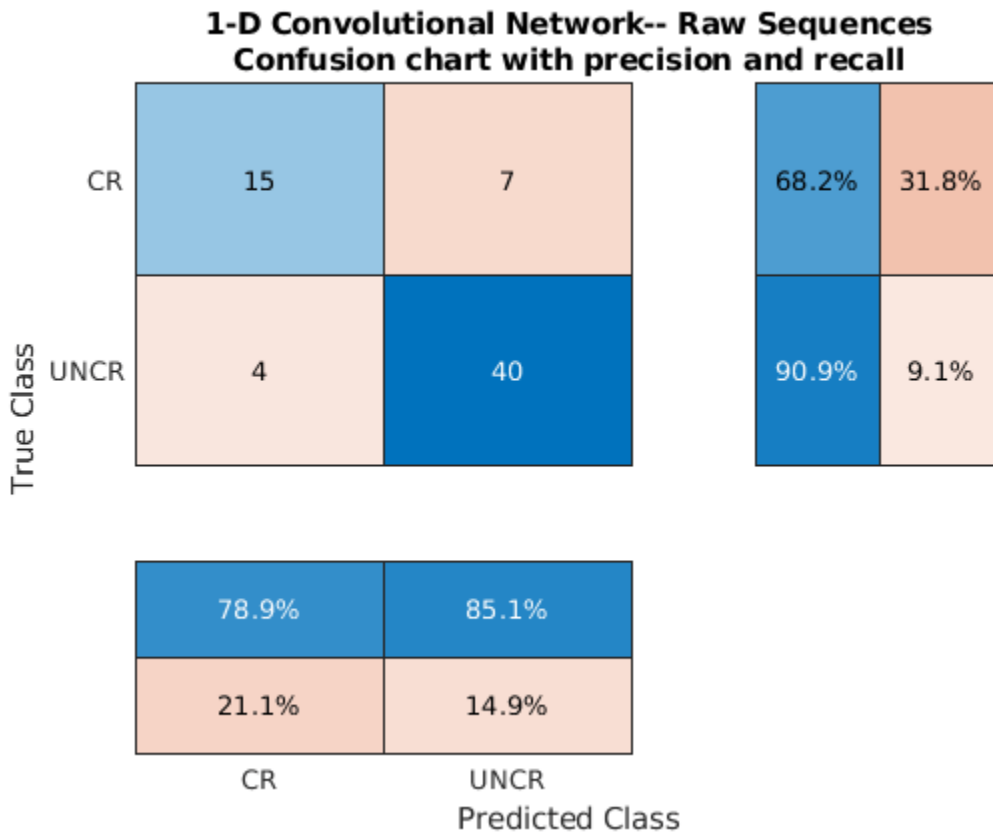 1-D Convolutional Network-- Raw Sequences
Confusion chart with precision and recall
CR 15 7 68.2% 31.8%
UNCR 4 40 90.9% 9.1%
True Class
78.9% 85.1%
21.1% 14.9%
CR UNCR
Predicted Class